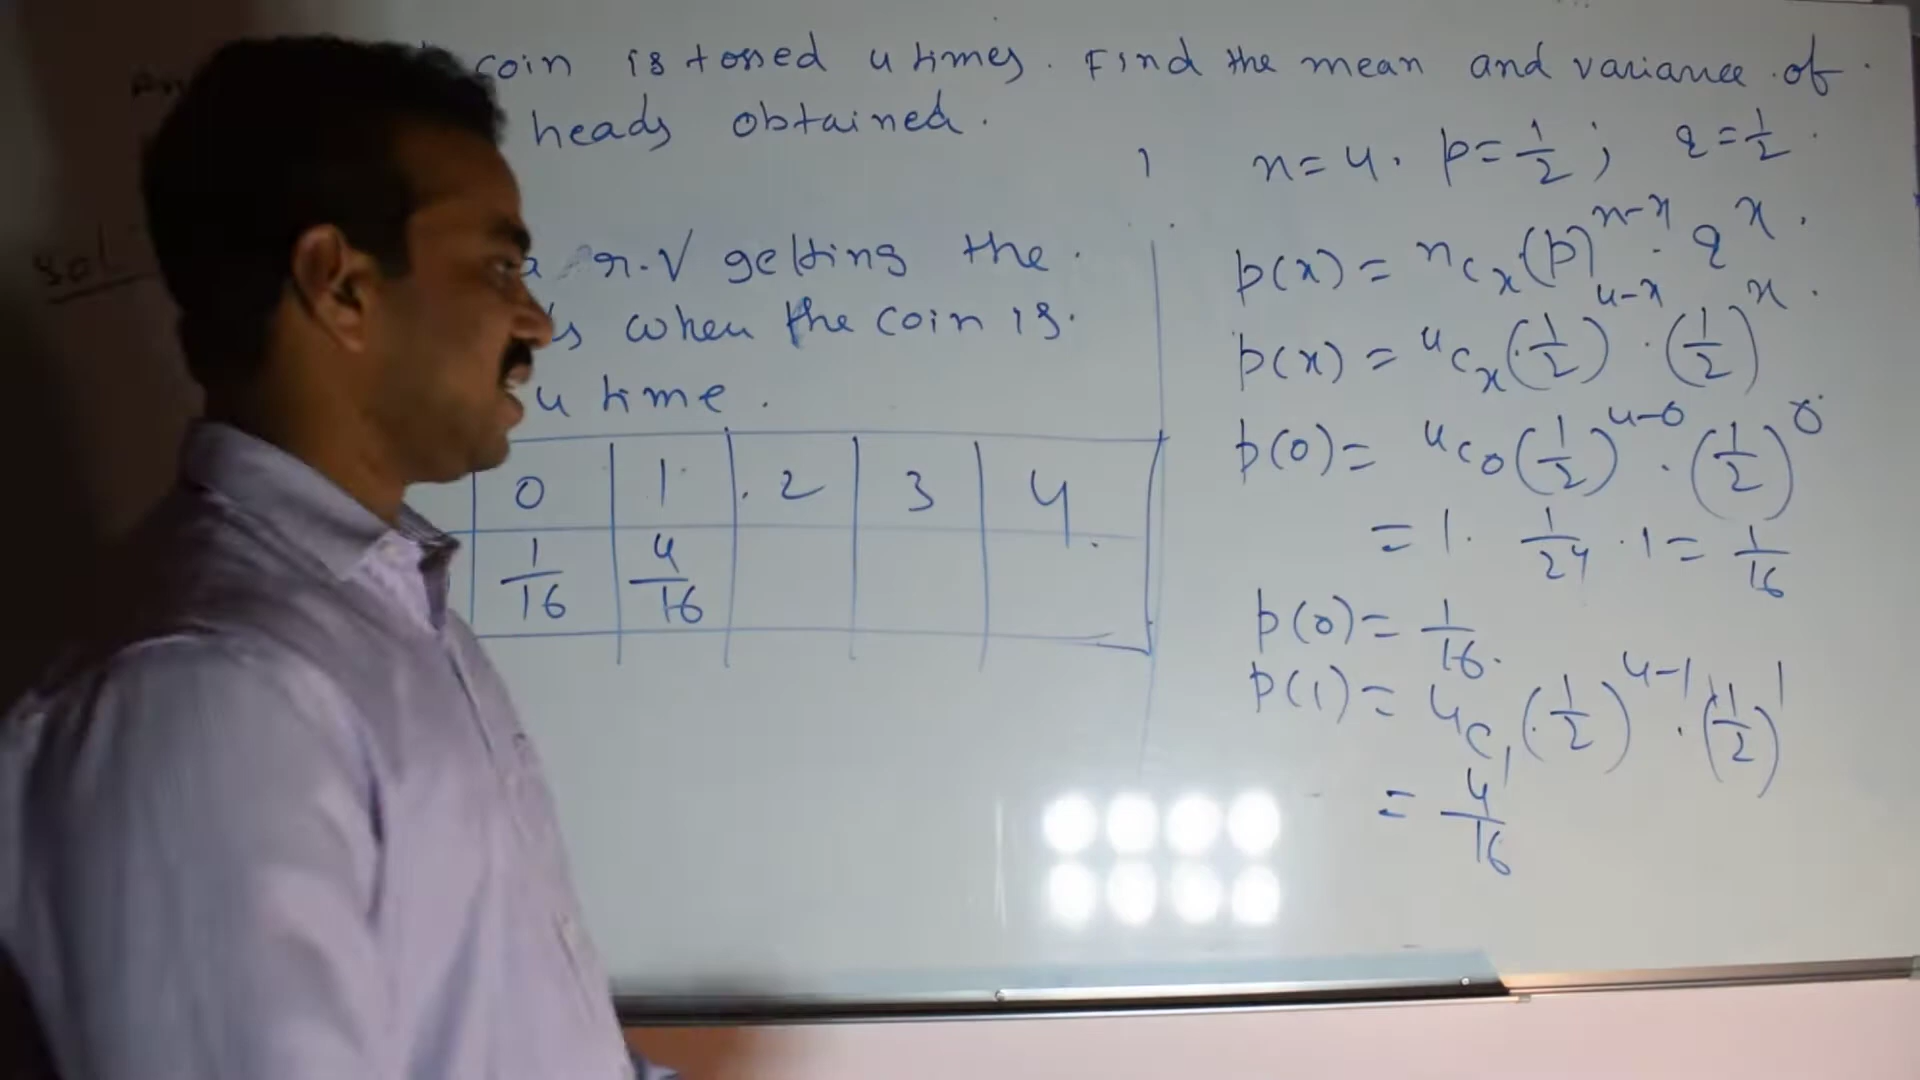 coin is tossed 4 times. Find the mean and variance of
heads obtained.
n=4. p=1/2; q=1/2.
sol
a r.v getting the
when the coin is.
4 time.
p(x) = nCx (p)^n-x . q^x.
p(x) = 4Cx (1/2)^4-x . (1/2)^x.
p(0) = 4C0 (1/2)^4-0 . (1/2)^0
= 1. 1/2^4 . 1 = 1/16
p(0) = 1/16.
p(1) = 4C1 (1/2)^4-1 . (1/2)^1
= 4/16
0 1 2 3 4
1/16 4/16